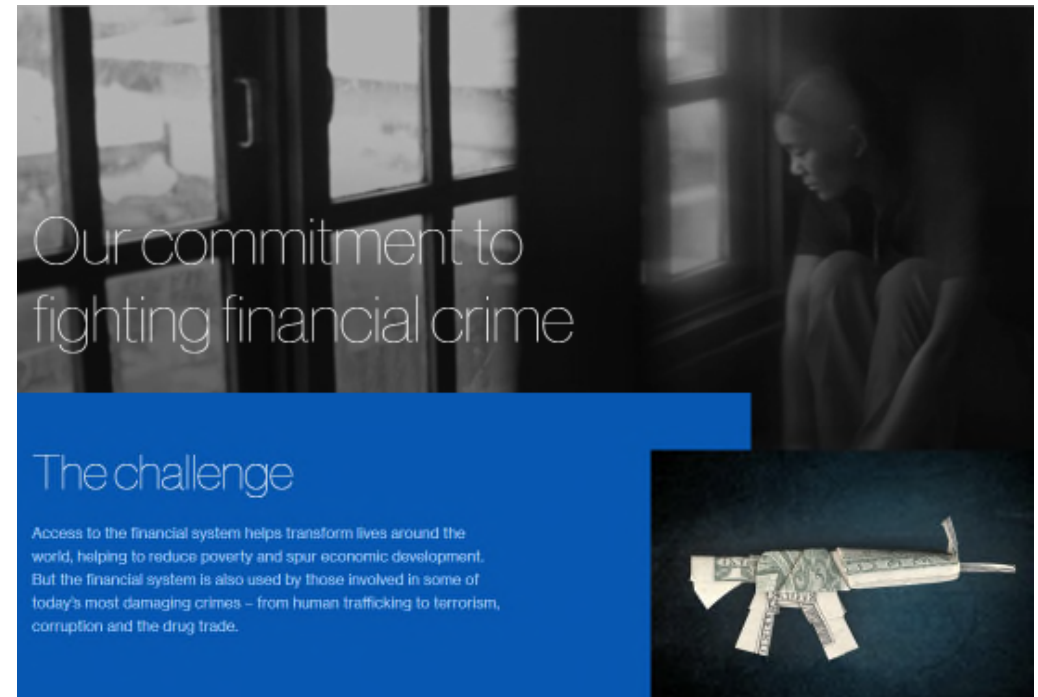 Our commitment to
fighting financial crime
The challenge
Access to the financial system helps transform lives around the
world, helping to reduce poverty and spur economic development.
But the financial system is also used by those involved in some of
today's most damaging crimes – from human trafficking to terrorism,
corruption and the drug trade.